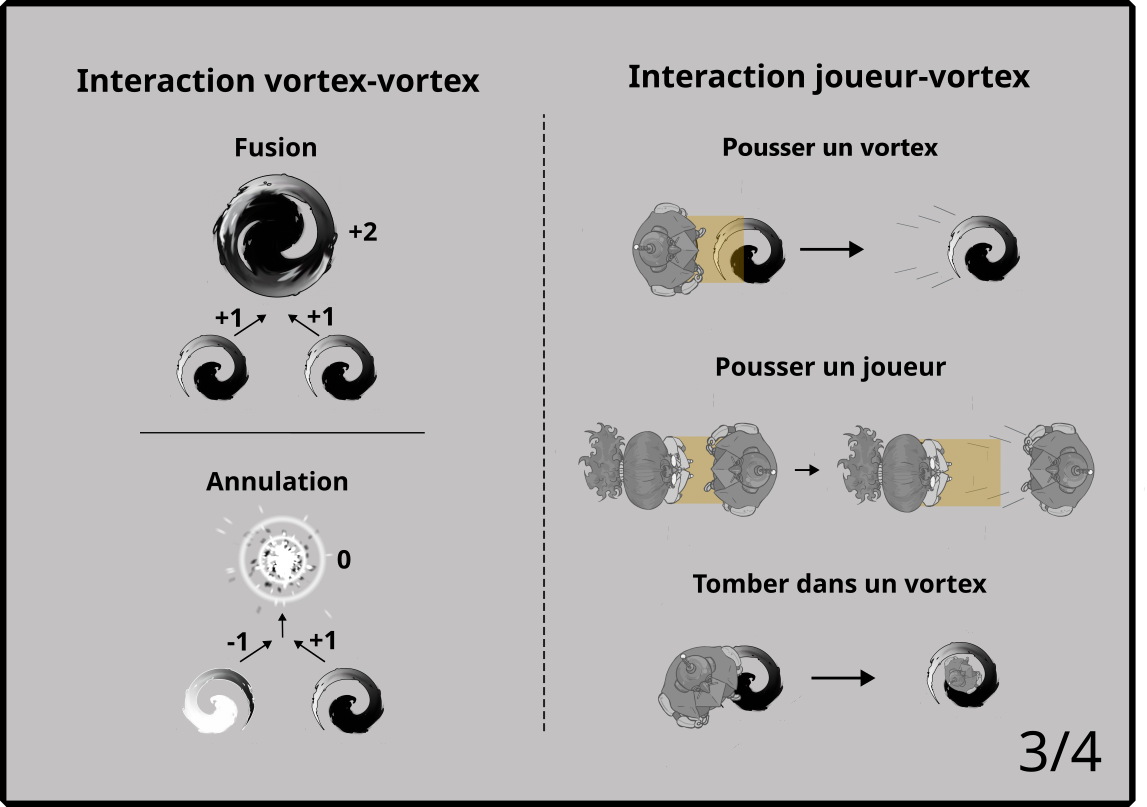 Interaction vortex-vortex
Fusion
+2
+1
+1
Annulation
0
-1
+1
Interaction joueur-vortex
Pousser un vortex
Pousser un joueur
Tomber dans un vortex
3/4